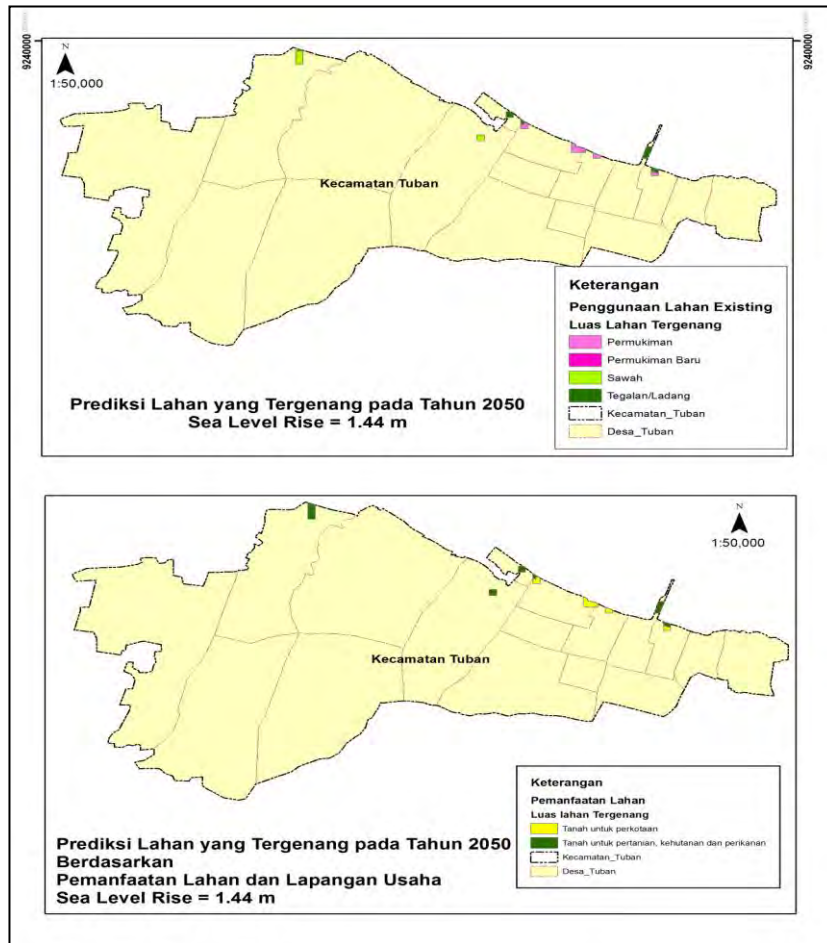 9240000
9240000
N
1:50,000
Kecamatan Tuban
Keterangan
Penggunaan Lahan Existing
Luas Lahan Tergenang
Permukiman
Permukiman Baru
Sawah
Tegalan/Ladang
Kecamatan_Tuban
Desa_Tuban
Prediksi Lahan yang Tergenang pada Tahun 2050
Sea Level Rise = 1.44 m
N
1:50,000
Kecamatan Tuban
Keterangan
Pemanfaatan Lahan
Luas lahan Tergenang
Tanah untuk perkotaan
Tanah untuk pertanian, kehutanan dan perikanan
Kecamatan_Tuban
Desa_Tuban
Prediksi Lahan yang Tergenang pada Tahun 2050
Berdasarkan
Pemanfaatan Lahan dan Lapangan Usaha
Sea Level Rise = 1.44 m